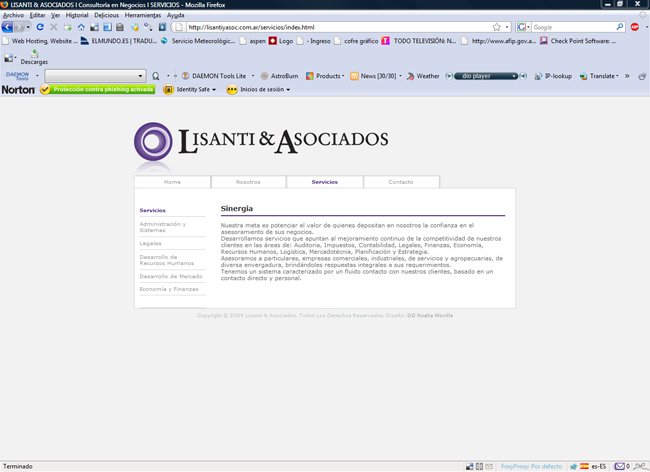 LISANTI & ASOCIADOS I Consultoría en Negocios I SERVICIOS - Mozilla Firefox
Archivo Editar Ver Historial Delicious Herramientas Ayuda
http://lisantiyasoc.com.ar/servicios/index.html
Google
Web Hosting, Website ... ELMUNDO.ES | TRADU... Servicio Meteorológic... aspen Logo - Ingreso cofre gráfico TODO TELEVISIÓN: N... http://www.afip.gov.a... Check Point Software: ...
Descargas
DAEMON Tools
DAEMON Tools Lite AstroBurn Products News [30/30] Weather dio player IP-lookup Translate
Norton Protección contra phishing activada Identity Safe Inicios de sesión
LISANTI & ASOCIADOS
Home Nosotros Servicios Contacto
Servicios
Administración y
Sistemas
Legales
Desarrollo de
Recursos Humanos
Desarrollo de Mercado
Economía y Finanzas
Sinergia
Nuestra meta es potenciar el valor de quienes depositan en nosotros la confianza en el
asesoramiento de sus negocios.
Desarrollamos servicios que apuntan al mejoramiento continuo de la competitividad de nuestros
clientes en las áreas de: Auditoria, Impuestos, Contabilidad, Legales, Finanzas, Economía,
Recursos Humanos, Logística, Mercadotécnia, Planificación y Estrategia.
Asesoramos a particulares, empresas comerciales, industriales, de servicios y agropecuarias, de
diversa envergadura, brindándoles respuestas integrales a sus requerimientos.
Tenemos un sistema caracterizado por un fluido contacto con nuestros clientes, basado en un
contacto directo y personal.
Copyright @ 2009 Lisanti & Asociados. Todos Los Derechos Reservados. Diseño: DG Noelia Movilla
Terminado
FoxyProxy: Por defecto es-ES 0